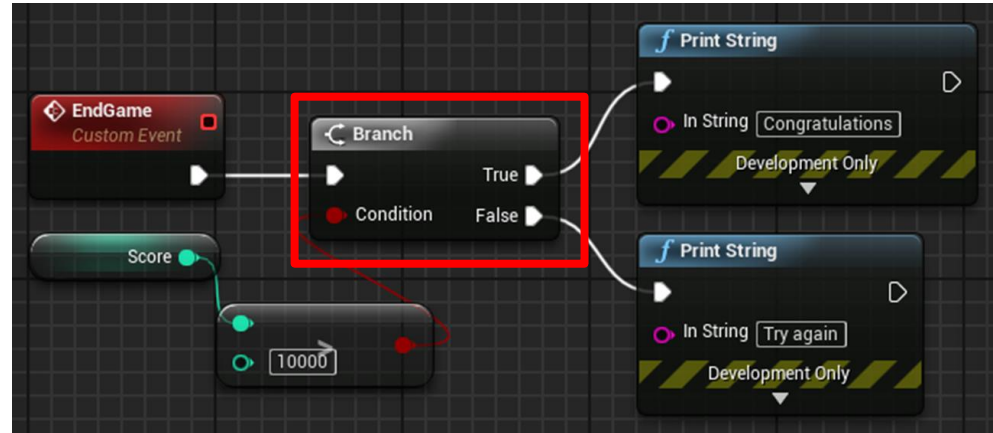 f Print String
EndGame
Custom Event
Branch
In String Congratulations
True
Development Only
Condition False
Score
f Print String
10000 >
In String Try again
Development Only